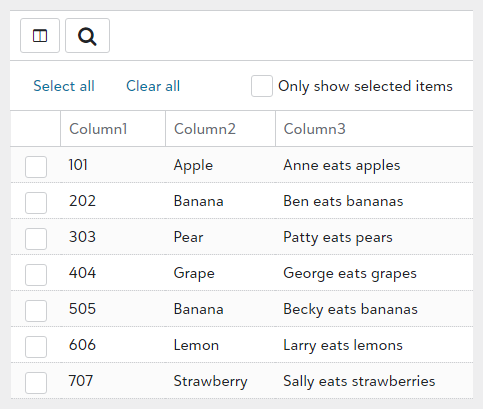 Select all Clear all Only show selected items
Column1 Column2 Column3
101 Apple Anne eats apples
202 Banana Ben eats bananas
303 Pear Patty eats pears
404 Grape George eats grapes
505 Banana Becky eats bananas
606 Lemon Larry eats lemons
707 Strawberry Sally eats strawberries